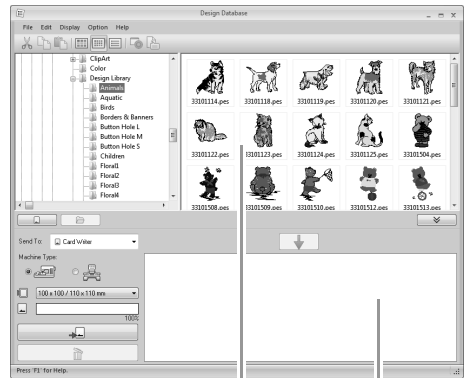 Design Database
File Edit Display Option Help
ClipArt
Color
Design Library
Animals
Aquatic
Birds
Borders & Banners
Button Hole L
Button Hole M
Button Hole S
Children
Floral1
Floral2
Floral3
Floral4
33101114.pes 33101118.pes 33101119.pes 33101120.pes 33101121.pes
33101122.pes 33101123.pes 33101124.pes 33101125.pes 33101504.pes
33101508.pes 33101509.pes 33101510.pes 33101512.pes 33101513.pes
Send To: Card Writer
Machine Type:
100 x 100 / 110 x 110 mm
100%
Press 'F1' for Help.